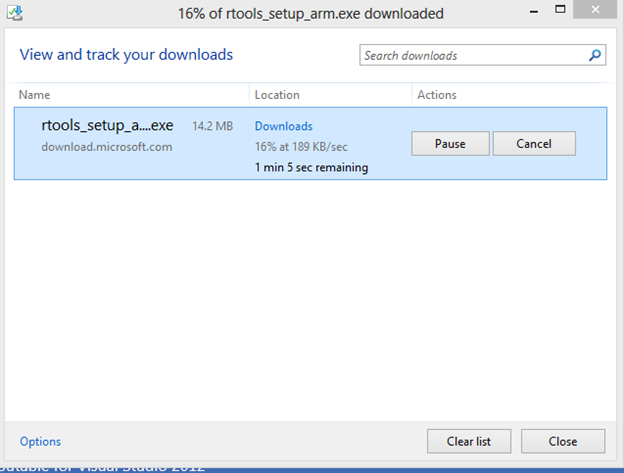 16% of rtools_setup_arm.exe downloaded
View and track your downloads
Search downloads
Name Location Actions
rtools_setup_a....exe 14.2 MB Downloads
download.microsoft.com 16% at 189 KB/sec Pause Cancel
1 min 5 sec remaining
Options Clear list Close
for Visual Studio 2012